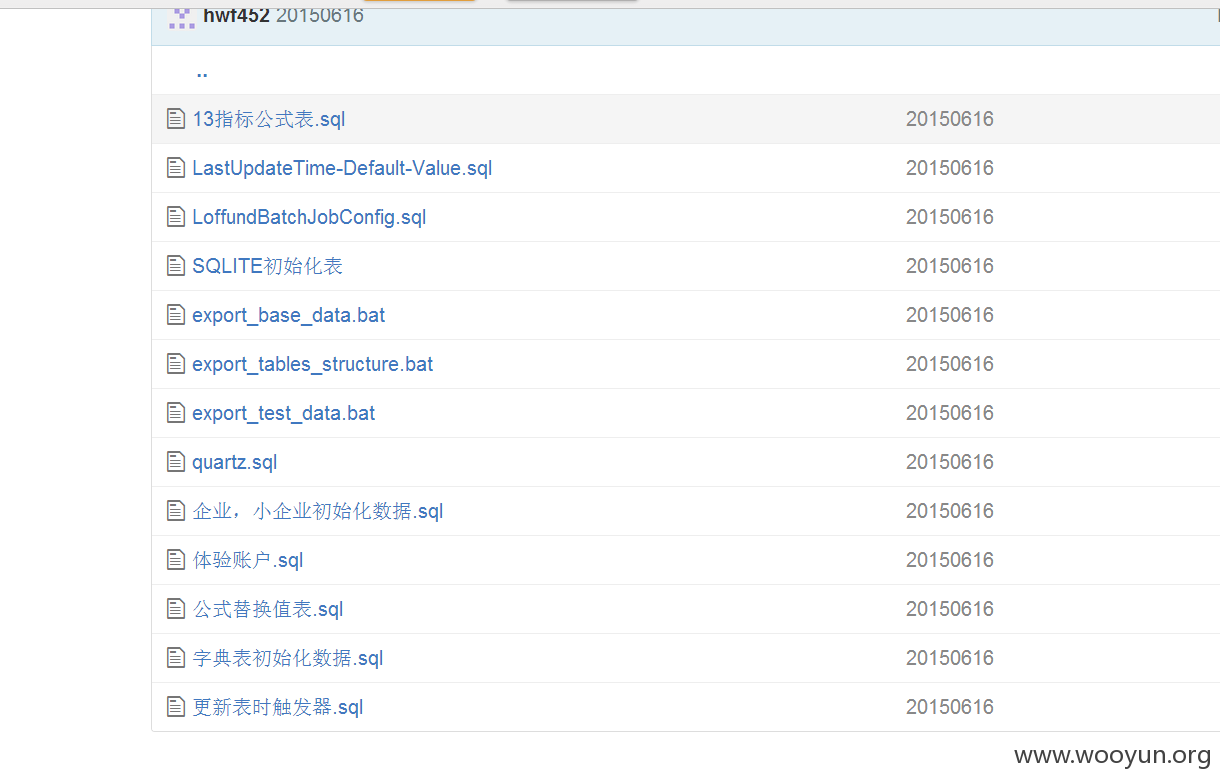 hwf452 20150616
..
13指标公式表.sql 20150616
LastUpdateTime-Default-Value.sql 20150616
LoffundBatchJobConfig.sql 20150616
SQLITE初始化表 20150616
export_base_data.bat 20150616
export_tables_structure.bat 20150616
export_test_data.bat 20150616
quartz.sql 20150616
企业，小企业初始化数据.sql 20150616
体验账户.sql 20150616
公式替换值表.sql 20150616
字典表初始化数据.sql 20150616
更新表时触发器.sql 20150616
www.wooyun.org